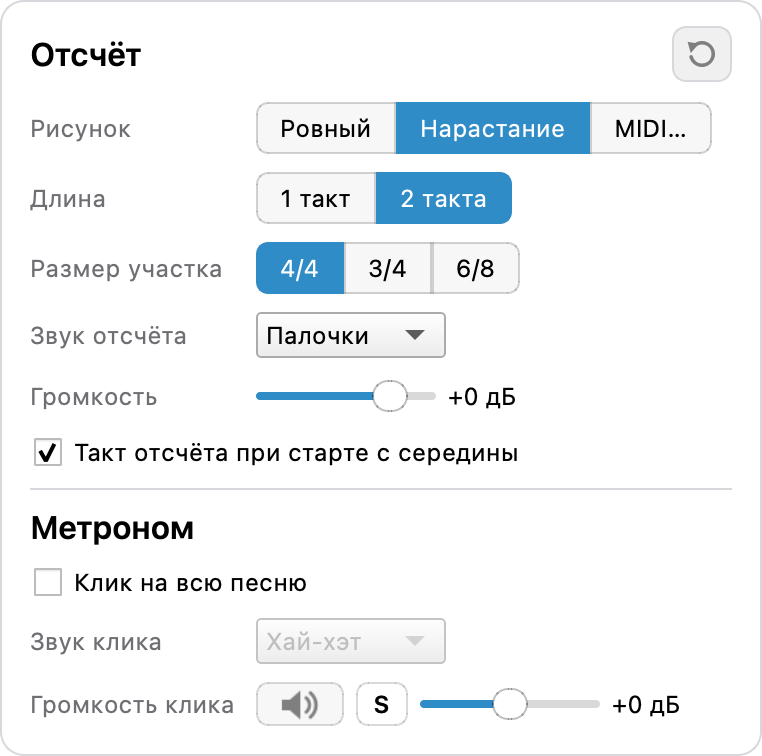 Отсчёт
Рисунок Ровный Нарастание MIDI...
Длина 1 такт 2 такта
Размер участка 4/4 3/4 6/8
Звук отсчёта Палочки
Громкость +0 дБ
Такт отсчёта при старте с середины
Метроном
Клик на всю песню
Звук клика Хай-хэт
Громкость клика S +0 дБ